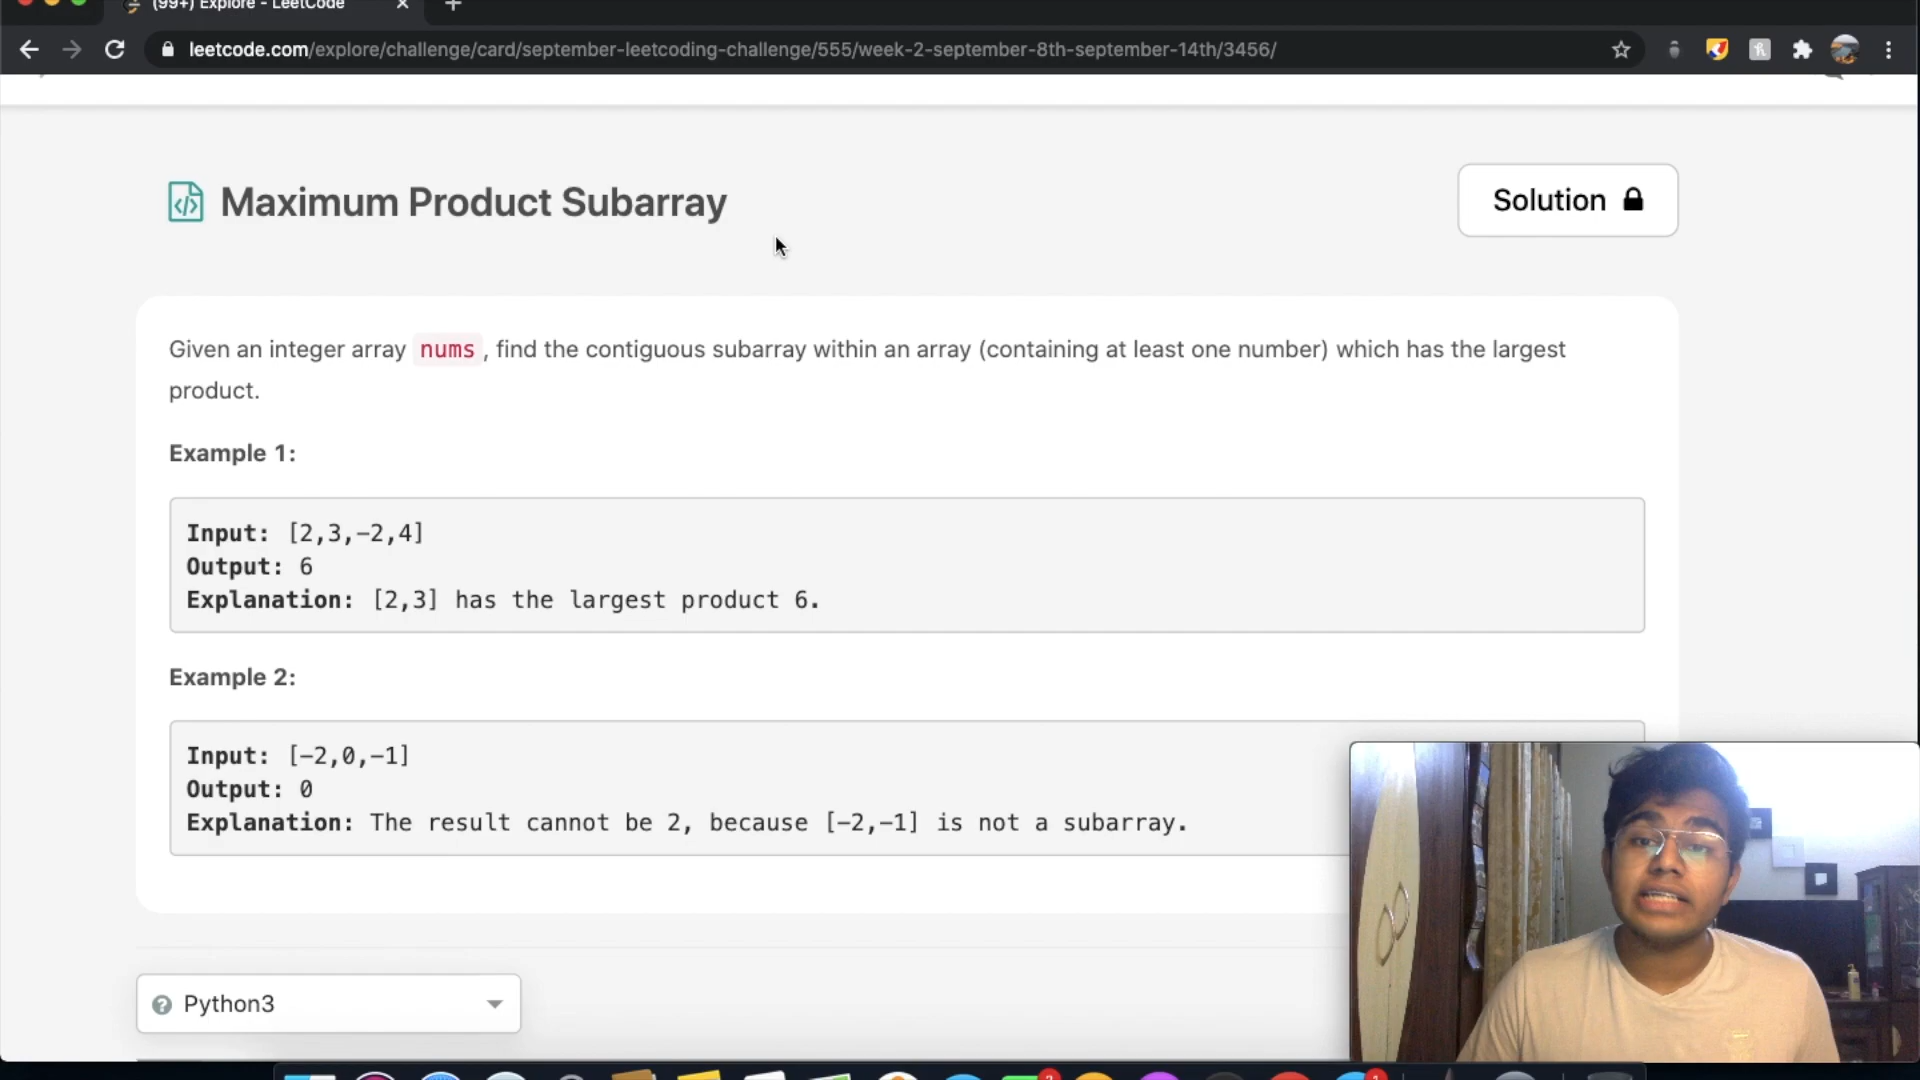 (99+) Explore - LeetCode
leetcode.com/explore/challenge/card/september-leetcoding-challenge/555/week-2-september-8th-september-14th/3456/
Maximum Product Subarray
Solution
Given an integer array nums, find the contiguous subarray within an array (containing at least one number) which has the largest
product.
Example 1:
Input: [2,3,-2,4]
Output: 6
Explanation: [2,3] has the largest product 6.
Example 2:
Input: [-2,0,-1]
Output: 0
Explanation: The result cannot be 2, because [-2,-1] is not a subarray.
Python3